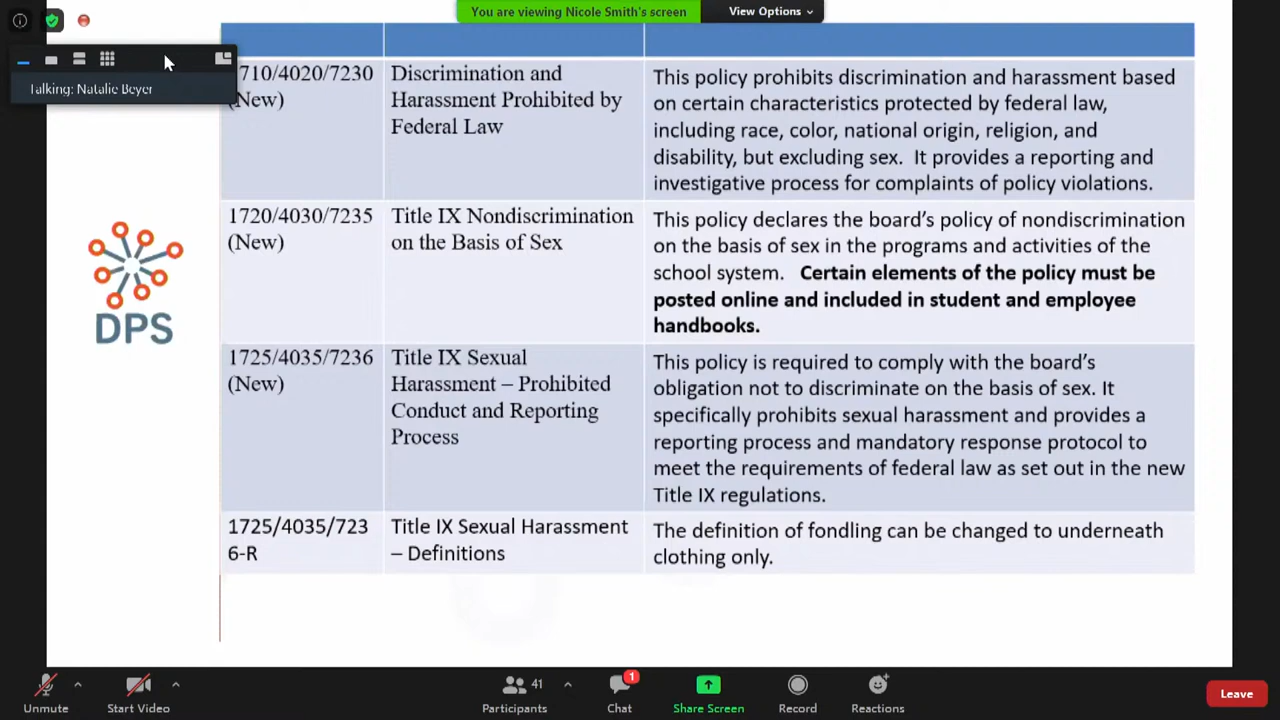 You are viewing Nicole Smith's screen
View Options
Talking: Natalie Beyer
710/4020/7230
(New)
Discrimination and
Harassment Prohibited by
Federal Law
This policy prohibits discrimination and harassment based
on certain characteristics protected by federal law,
including race, color, national origin, religion, and
disability, but excluding sex. It provides a reporting and
investigative process for complaints of policy violations.
1720/4030/7235
(New)
Title IX Nondiscrimination
on the Basis of Sex
This policy declares the board's policy of nondiscrimination
on the basis of sex in the programs and activities of the
school system. Certain elements of the policy must be
posted online and included in student and employee
handbooks.
DPS
1725/4035/7236
(New)
Title IX Sexual
Harassment – Prohibited
Conduct and Reporting
Process
This policy is required to comply with the board's
obligation not to discriminate on the basis of sex. It
specifically prohibits sexual harassment and provides a
reporting process and mandatory response protocol to
meet the requirements of federal law as set out in the new
Title IX regulations.
1725/4035/723
6-R
Title IX Sexual Harassment
– Definitions
The definition of fondling can be changed to underneath
clothing only.
Unmute
Start Video
41
Participants
1
Chat
Share Screen
Record
Reactions
Leave